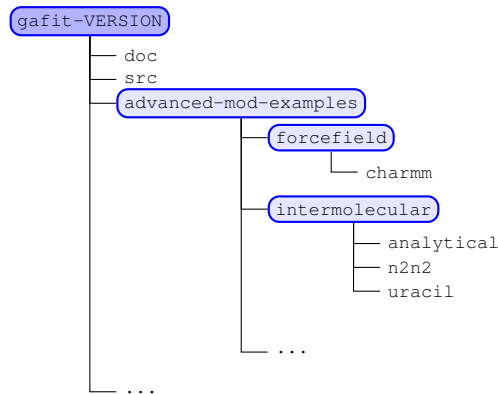 gafit-VERSION
doc
src
advanced-mod-examples
forcefield
charmm
intermolecular
analytical
n2n2
uracil
...
...